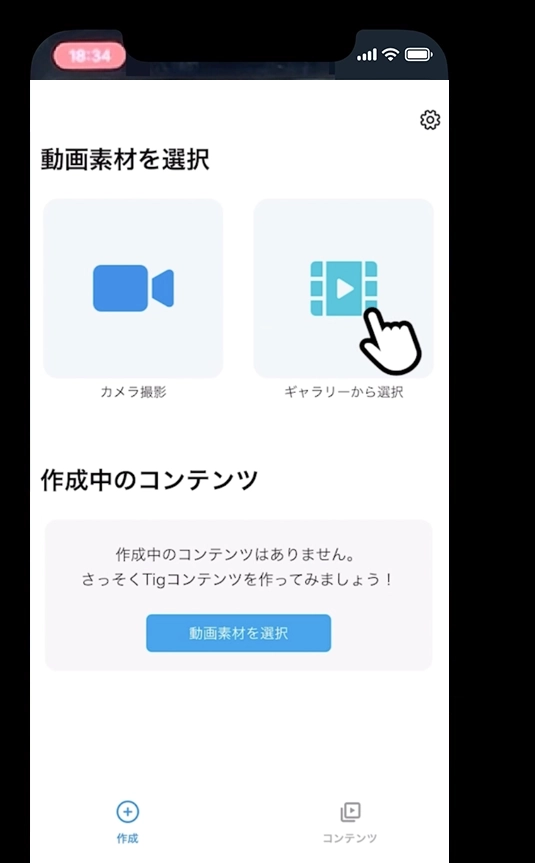 18:34
動画素材を選択
カメラ撮影
ギャラリーから選択
作成中のコンテンツ
作成中のコンテンツはありません。
さっそくTigコンテンツを作ってみましょう！
動画素材を選択
作成
コンテンツ